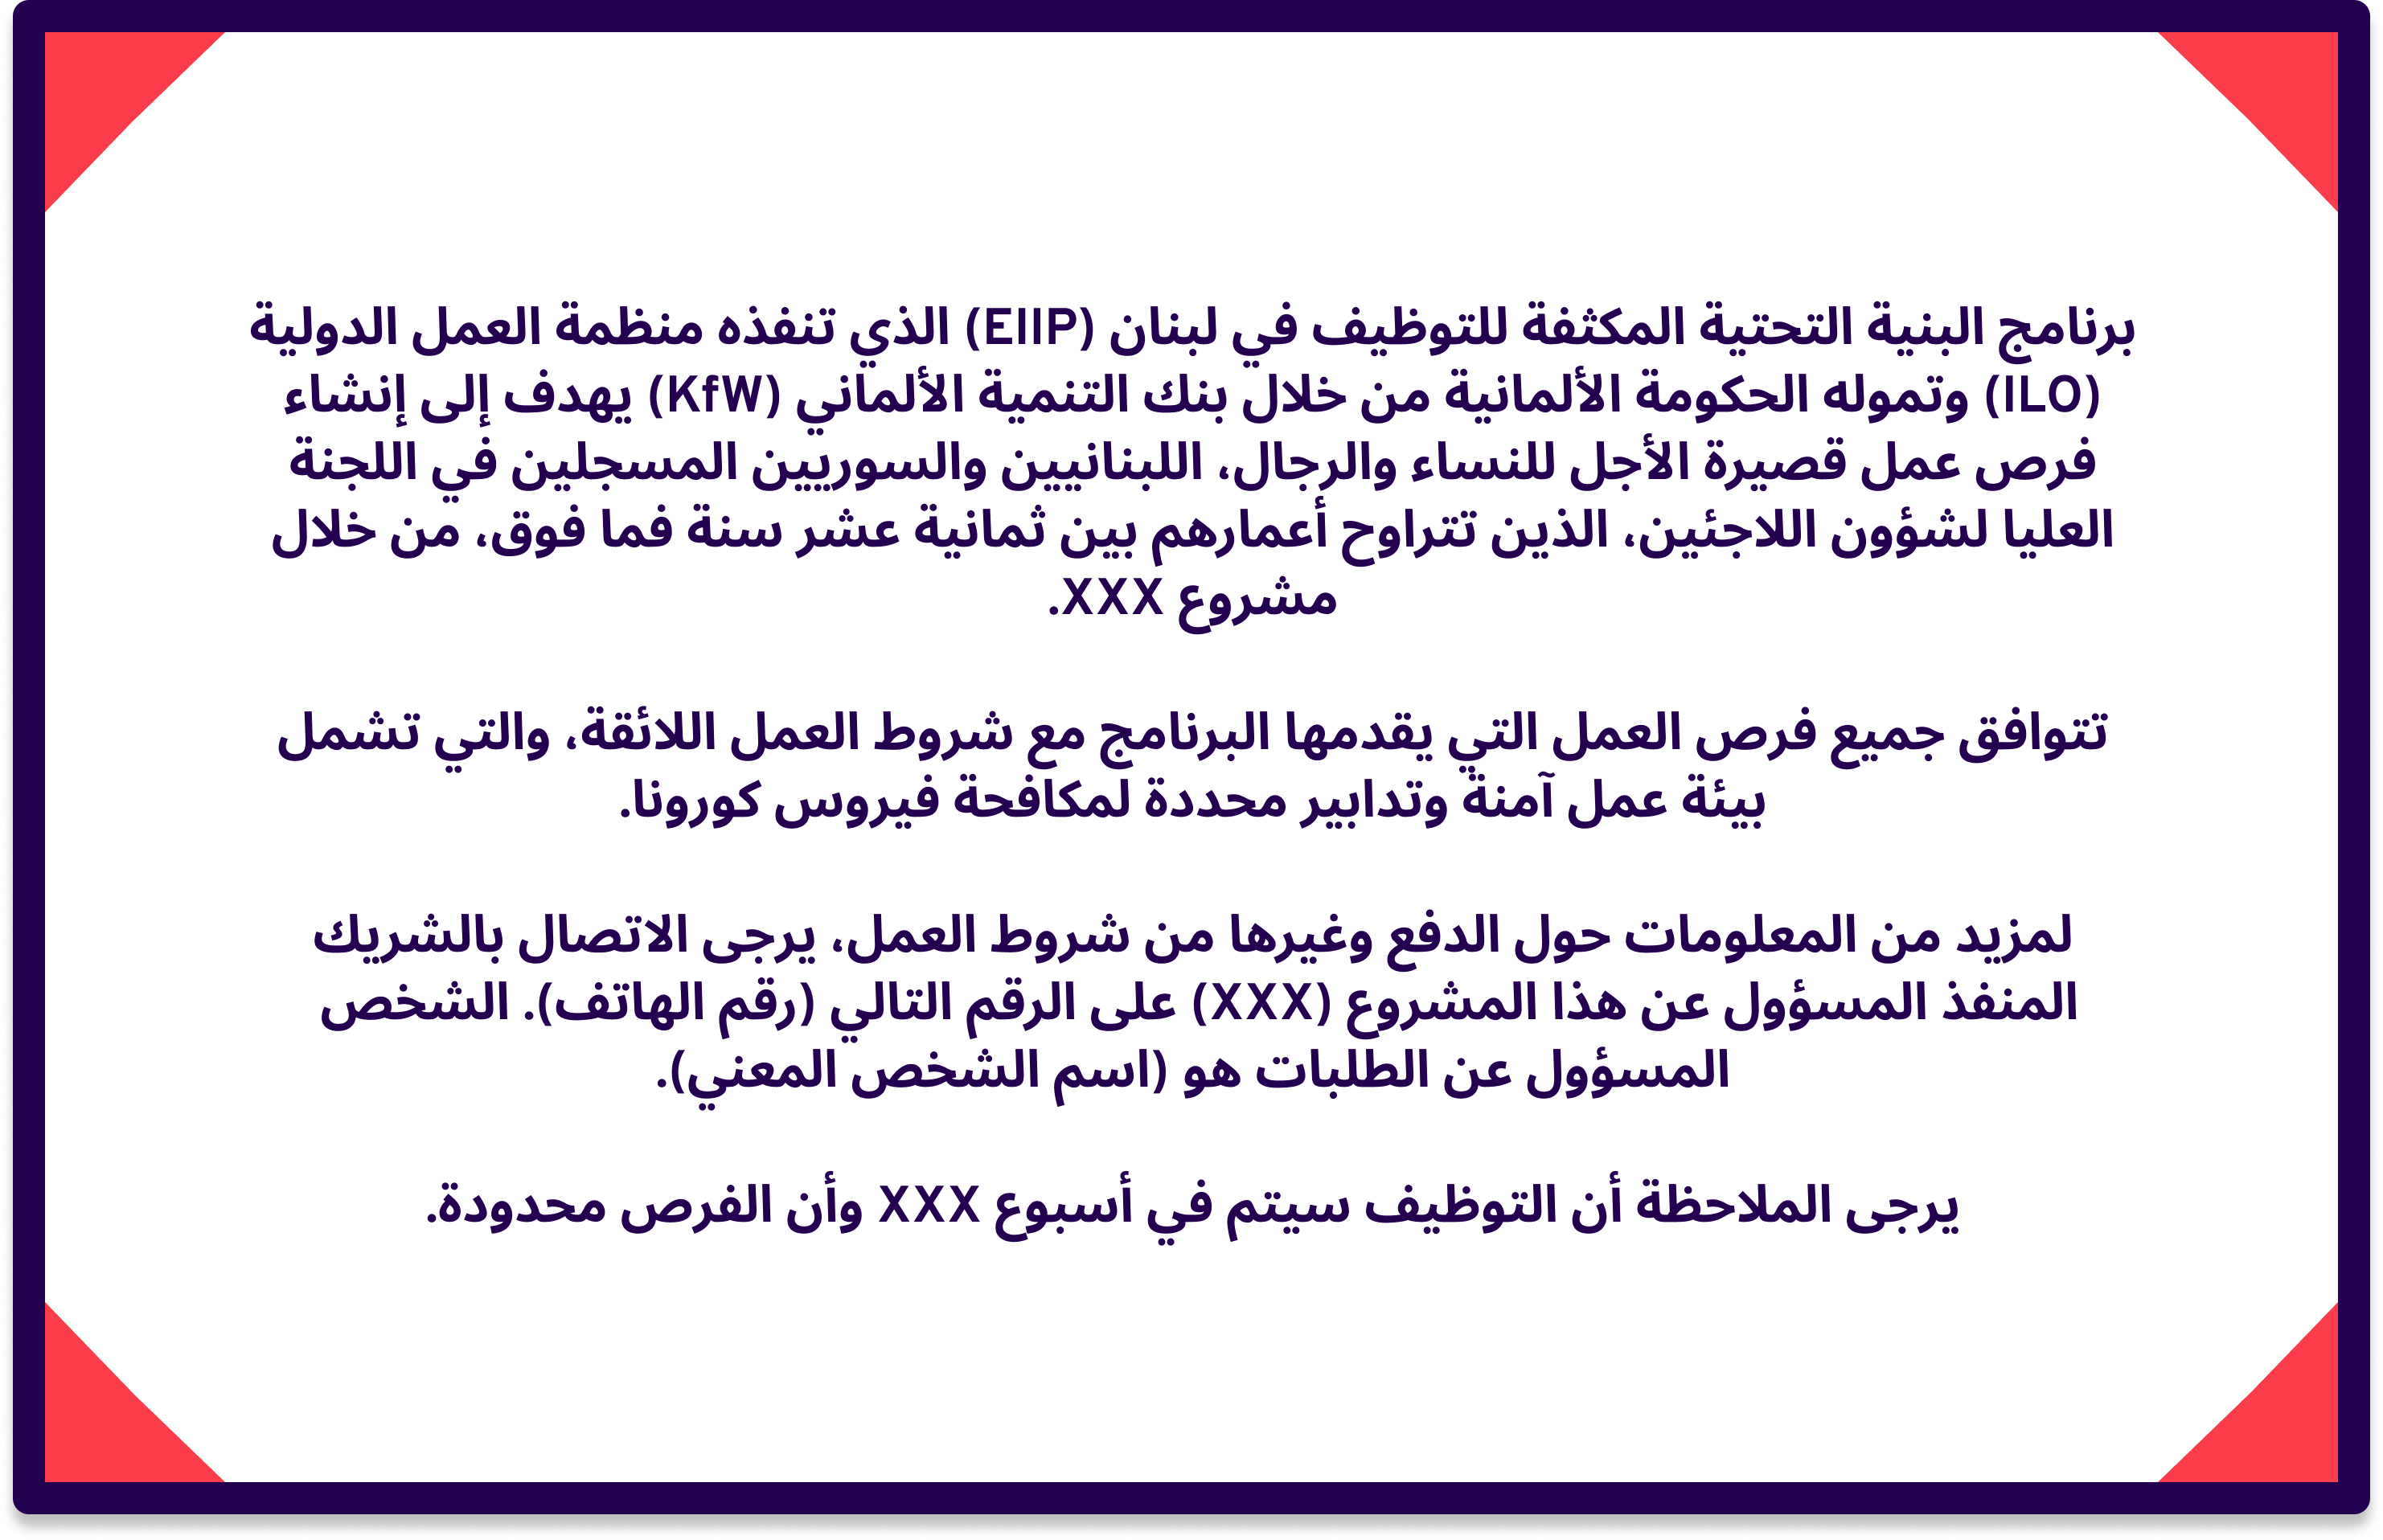 برنامج البنية التحتية المكثفة للتوظيف في لبنان (EIIP) الذي تنفذه منظمة العمل الدولية
(ILO) وتموله الحكومة الألمانية من خلال بنك التنمية الألماني (KfW) يهدف إلى إنشاء
فرص عمل قصيرة الأجل للنساء والرجال، اللبنانيين والسوريين المسجلين في اللجنة
العليا لشؤون اللاجئين، الذين تتراوح أعمارهم بين ثمانية عشر سنة فما فوق، من خلال
مشروع XXX.
تتوافق جميع فرص العمل التي يقدمها البرنامج مع شروط العمل اللائقة، والتي تشمل
بيئة عمل آمنة وتدابير محددة لمكافحة فيروس كورونا.
لمزيد من المعلومات حول الدفع وغيرها من شروط العمل، يرجى الاتصال بالشريك
المنفذ المسؤول عن هذا المشروع (XXX) على الرقم التالي (رقم الهاتف). الشخص
المسؤول عن الطلبات هو (اسم الشخص المعني).
يرجى الملاحظة أن التوظيف سيتم في أسبوع XXX وأن الفرص محدودة.